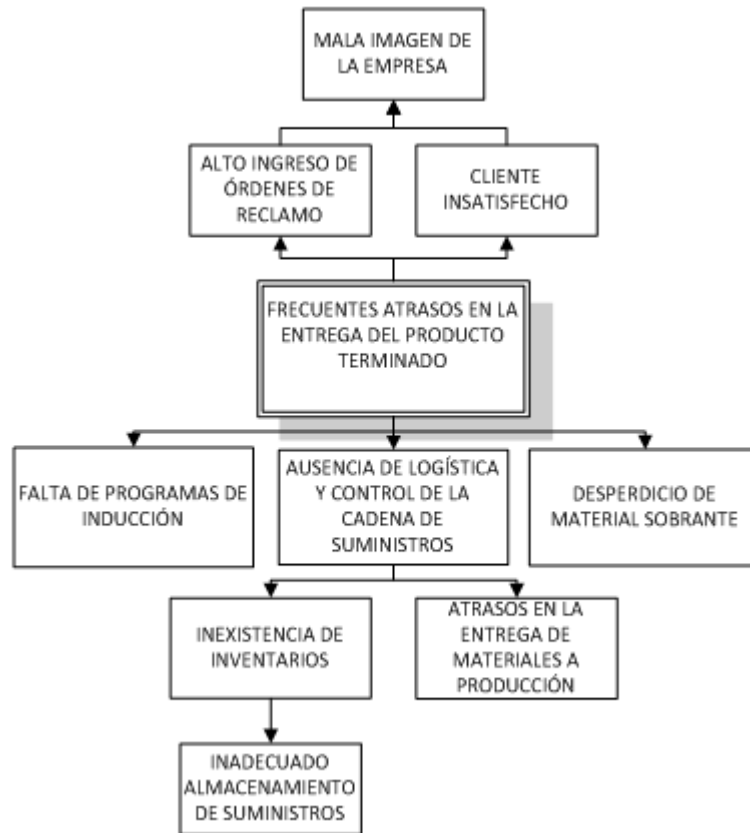 MALA IMAGEN DE
LA EMPRESA
ALTO INGRESO DE
ÓRDENES DE
RECLAMO
CLIENTE
INSATISFECHO
FRECUENTES ATRASOS EN LA
ENTREGA DEL PRODUCTO
TERMINADO
FALTA DE PROGRAMAS DE
INDUCCIÓN
AUSENCIA DE LOGÍSTICA
Y CONTROL DE LA
CADENA DE
SUMINISTROS
DESPERDICIO DE
MATERIAL SOBRANTE
INEXISTENCIA DE
INVENTARIOS
ATRASOS EN LA
ENTREGA DE
MATERIALES A
PRODUCCIÓN
INADECUADO
ALMACENAMIENTO
DE SUMINISTROS